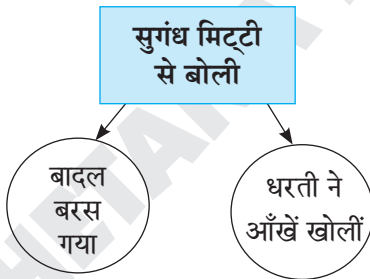 सुगंध मिट्टी
से बोली
बादल
बरस
गया
धरती ने
आँखें खोलीं